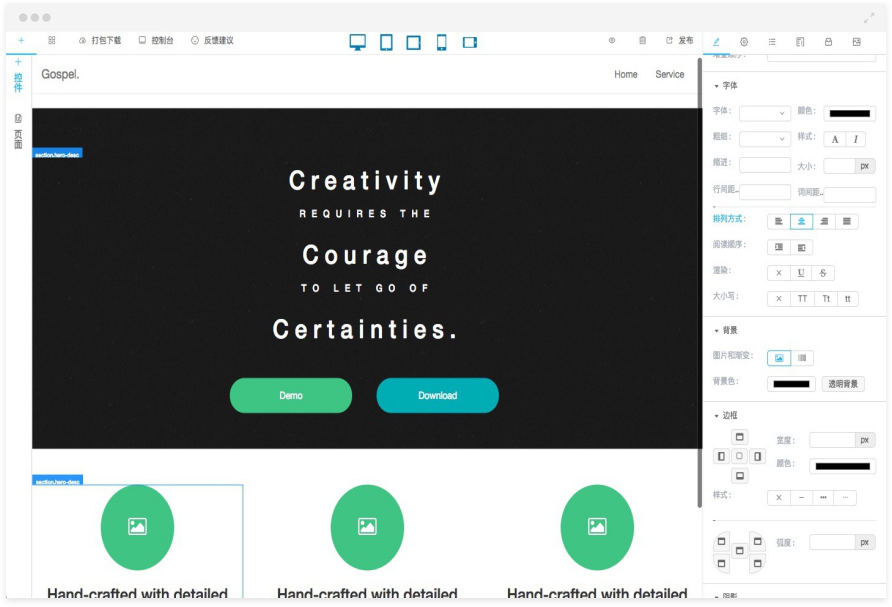 打包下载 控制台 反馈建议 发布
控件
页面
Gospel. Home Service
section.hero-desc
Creativity
REQUIRES THE
Courage
TO LET GO OF
Certainties.
Demo Download
section.hero-desc
Hand-crafted with detailed Hand-crafted with detailed Hand-crafted with detailed
字体
字体: 颜色:
粗细: 样式: A I
缩进: 大小: px
行间距... 词间距...
排列方式:
阅读顺序:
渲染: × U S
大小写: × TT Tt tt
背景
图片和渐变:
背景色: 透明背景
边框
宽度: px
颜色:
样式: ×
弧度: px
阴影